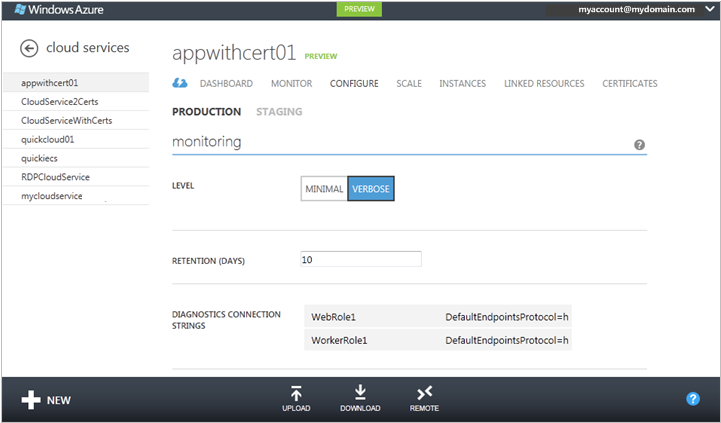 Windows Azure
PREVIEW
myaccount@mydomain.com
cloud services
appwithcert01
CloudService2Certs
CloudServiceWithCerts
quickcloud01
quickiecs
RDPCloudService
mycloudservice
appwithcert01 PREVIEW
DASHBOARD MONITOR CONFIGURE SCALE INSTANCES LINKED RESOURCES CERTIFICATES
PRODUCTION STAGING
monitoring ?
LEVEL MINIMAL VERBOSE
RETENTION (DAYS) 10
DIAGNOSTICS CONNECTION
STRINGS
WebRole1 DefaultEndpointsProtocol=h
WorkerRole1 DefaultEndpointsProtocol=h
NEW
UPLOAD DOWNLOAD REMOTE
?